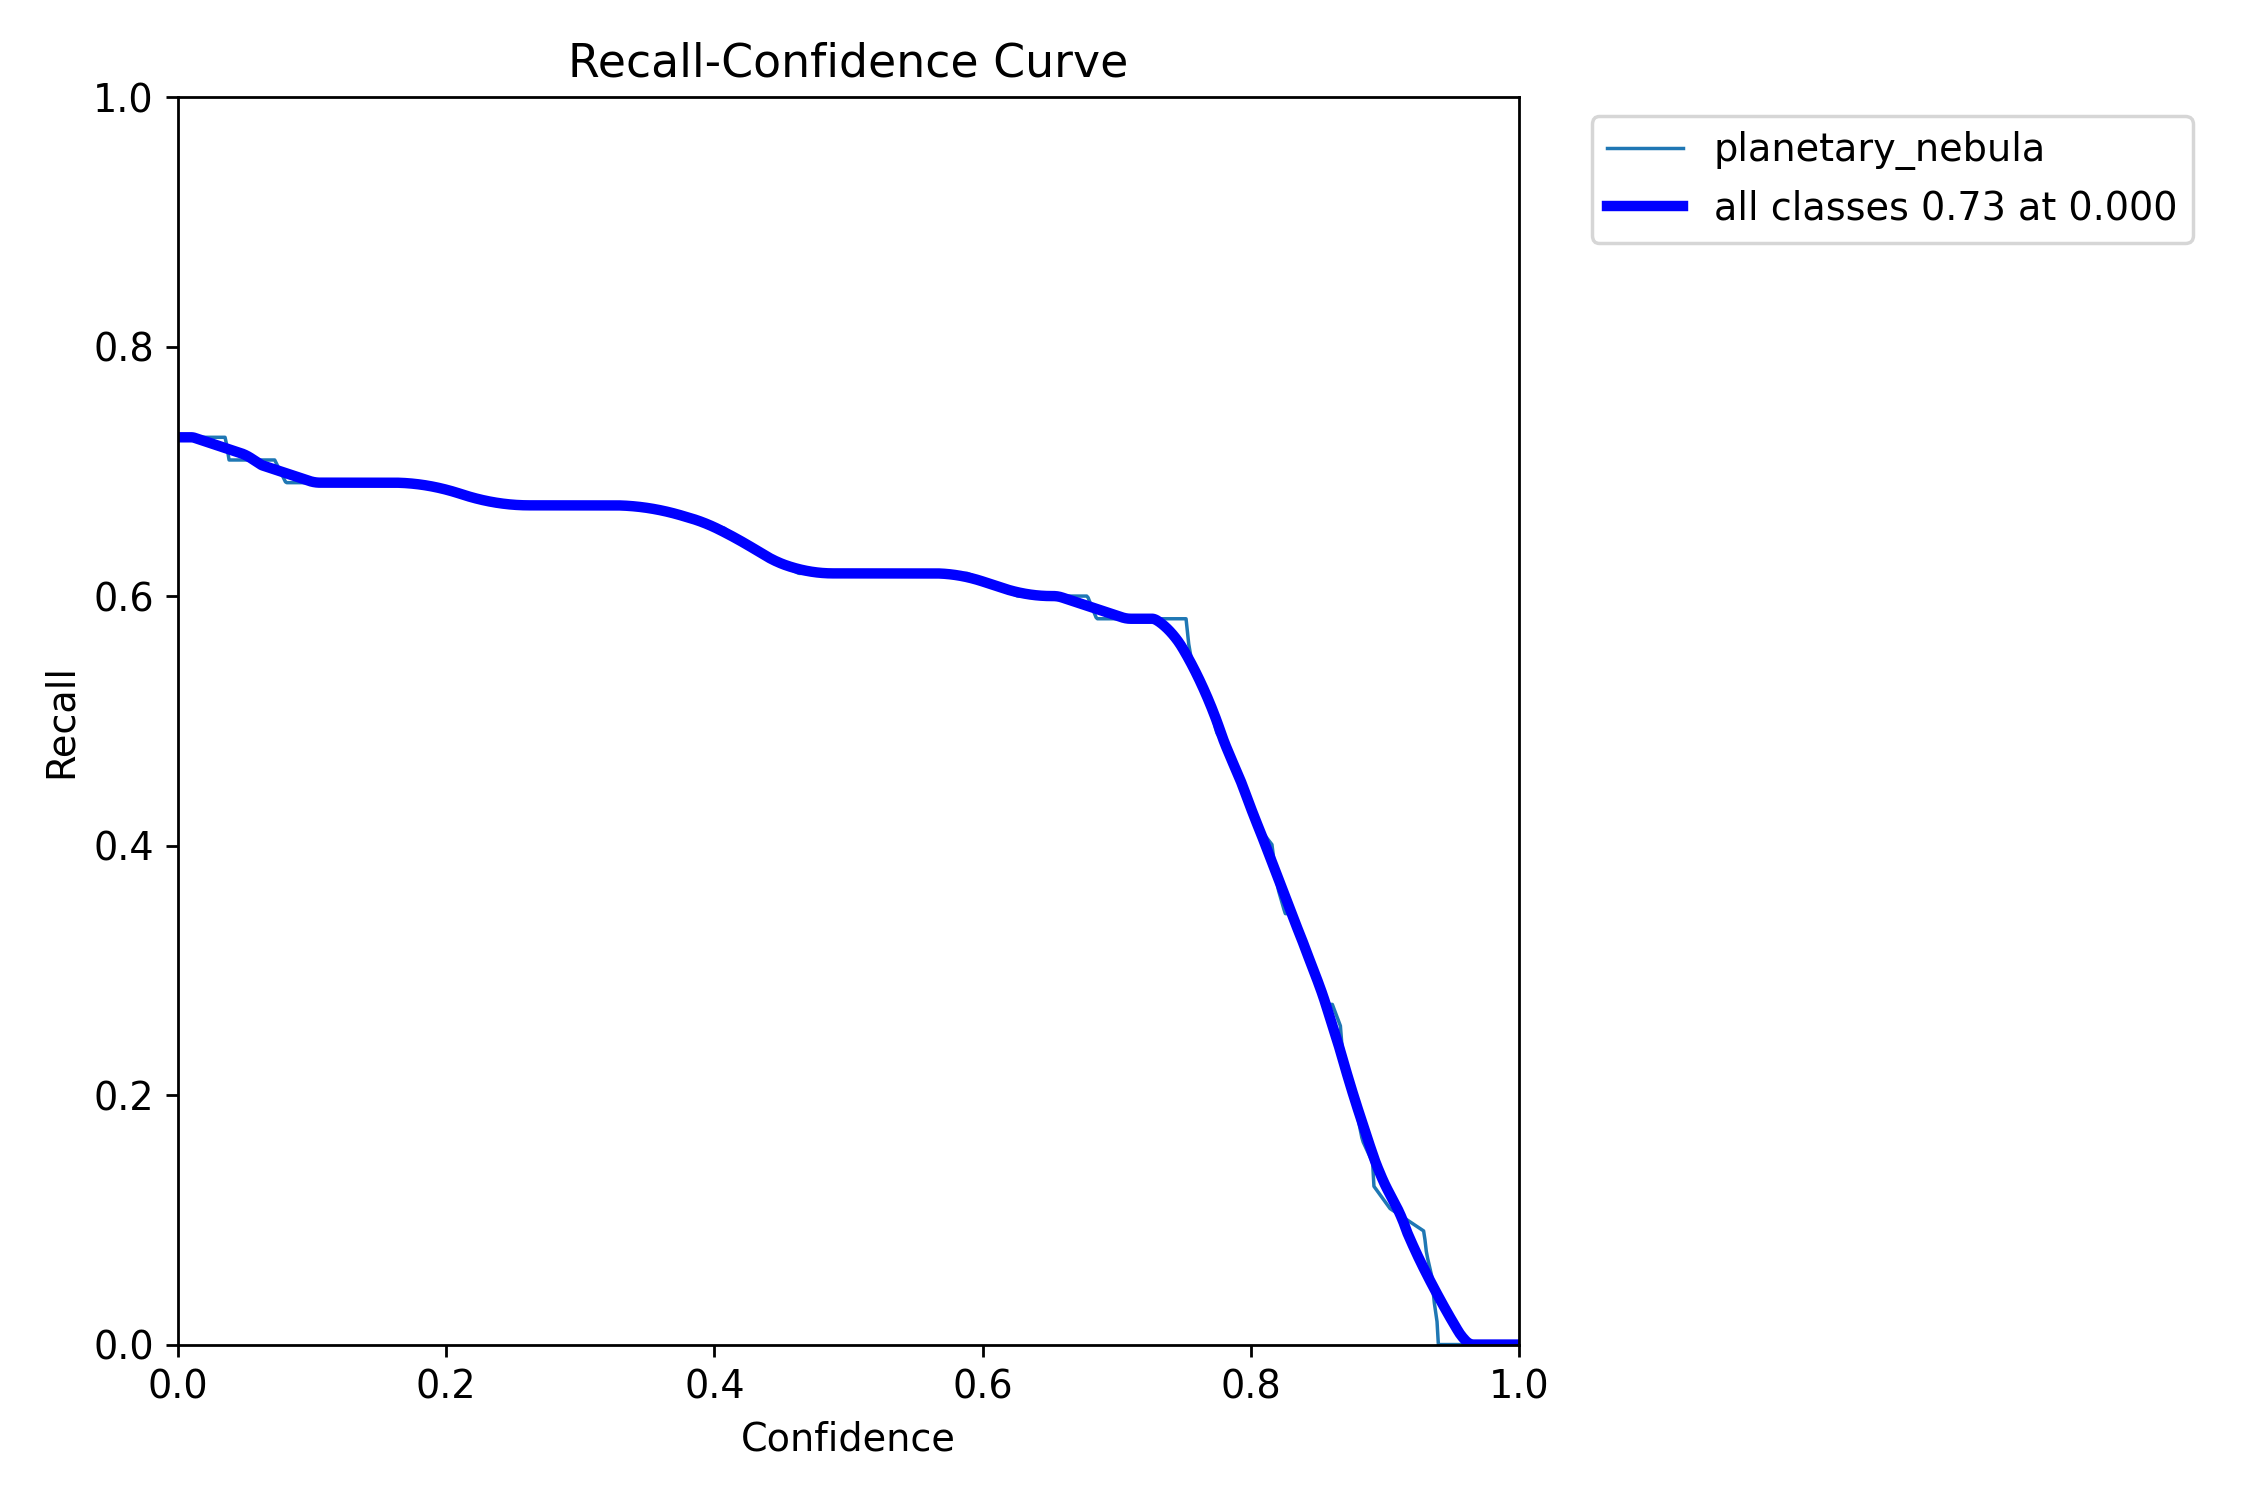 Recall-Confidence Curve
planetary_nebula
all classes 0.73 at 0.000
1.0
0.8
0.6
0.4
0.2
0.0
Recall
0.0 0.2 0.4 0.6 0.8 1.0
Confidence